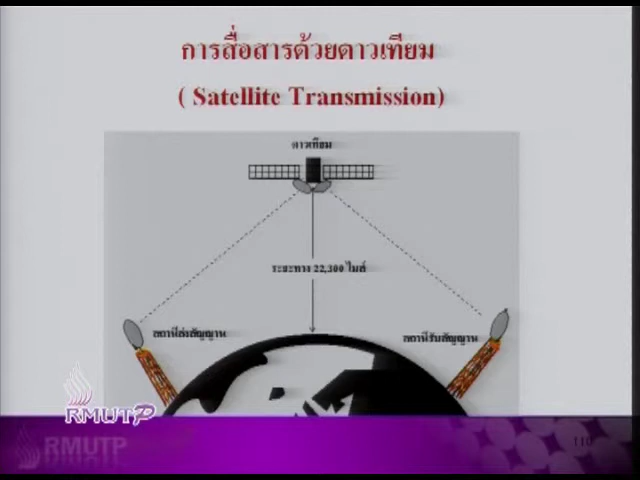 การสื่อสารด้วยดาวเทียม
( Satellite Transmission)
ดาวเทียม
ระยะทาง 22,300 ไมล์
สถานีส่งสัญญาณ
สถานีรับสัญญาณ
RMUTP
RMUTP
110